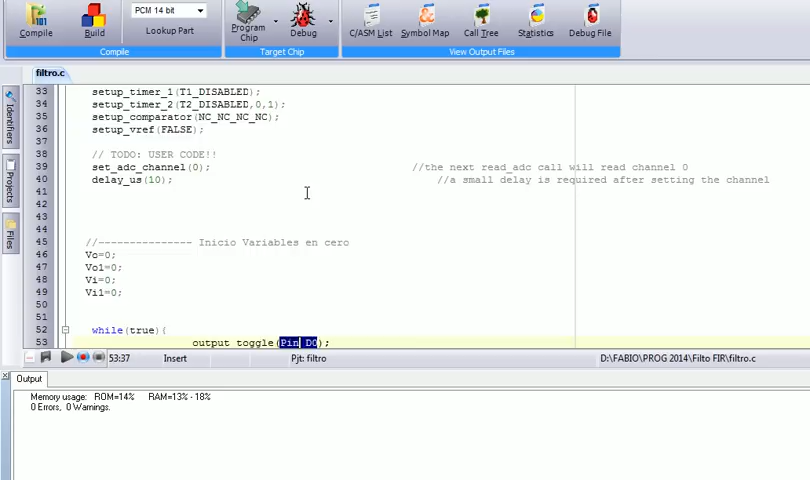 PCM 14 bit
Compile
Build
Lookup Part
Program
Chip
Debug
C/ASM List
Symbol Map
Call Tree
Statistics
Debug File
Compile
Target Chip
View Output Files
filtro.c
Identifiers
Projects
Files
33 setup_timer_1(T1_DISABLED);
34 setup_timer_2(T2_DISABLED,0,1);
35 setup_comparator(NC_NC_NC_NC);
36 setup_vref(FALSE);
37
38 // TODO: USER CODE!!
39 set_adc_channel(0); //the next read_adc call will read channel 0
40 delay_us(10); //a small delay is required after setting the channel
41
42
43
44
45 //--------------- Inicio Variables en cero
46 Vo=0;
47 Vo1=0;
48 Vi=0;
49 Vi1=0;
50
51
52 while(true){
53 output_toggle(Pin_D0);
53:37 Insert Pjt: filtro D:\FABIO\PROG 2014\Filto FIR\filtro.c
Output
Memory usage: ROM=14% RAM=13% - 18%
0 Errors, 0 Warnings.